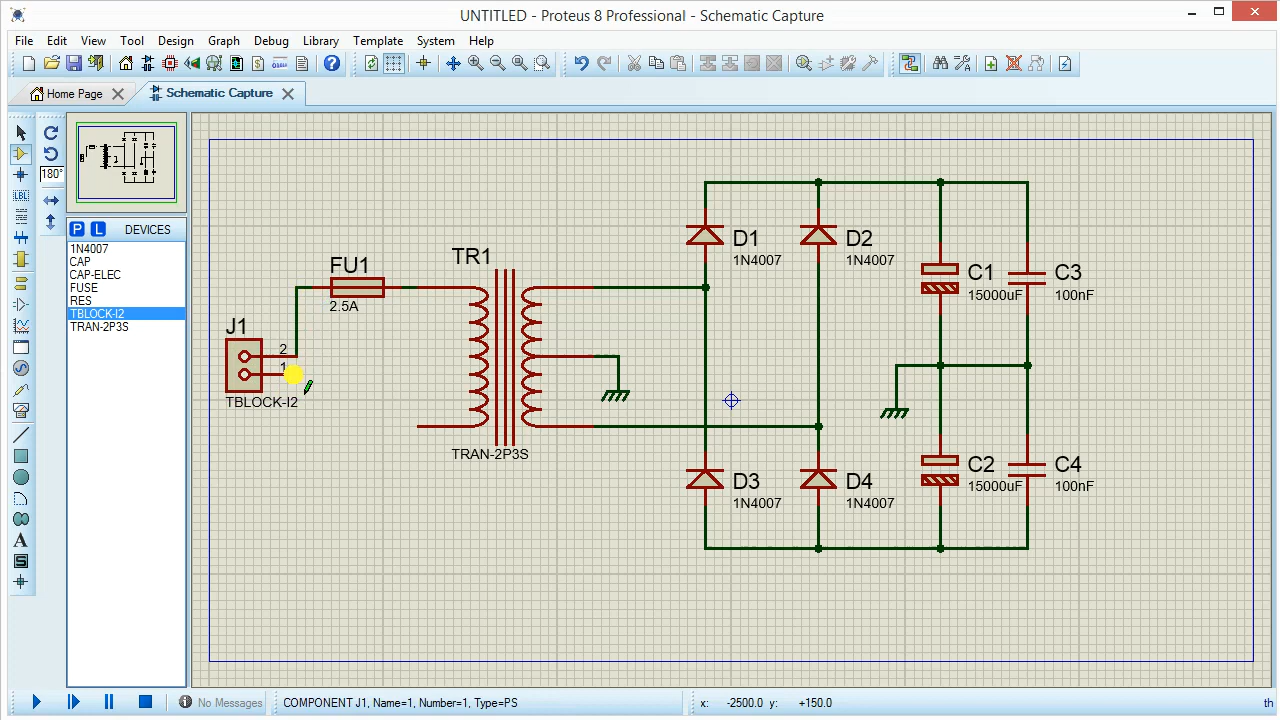 UNTITLED - Proteus 8 Professional - Schematic Capture
File Edit View Tool Design Graph Debug Library Template System Help
Home Page Schematic Capture
LBL
180°
A
S
P L DEVICES
1N4007
CAP
CAP-ELEC
FUSE
RES
TBLOCK-I2
TRAN-2P3S
J1
2
1
TBLOCK-I2
FU1
2.5A
TR1
TRAN-2P3S
D1
1N4007
D2
1N4007
D3
1N4007
D4
1N4007
C1
15000uF
C3
100nF
C2
15000uF
C4
100nF
No Messages COMPONENT J1, Name=1, Number=1, Type=PS x: -2500.0 y: +150.0 th